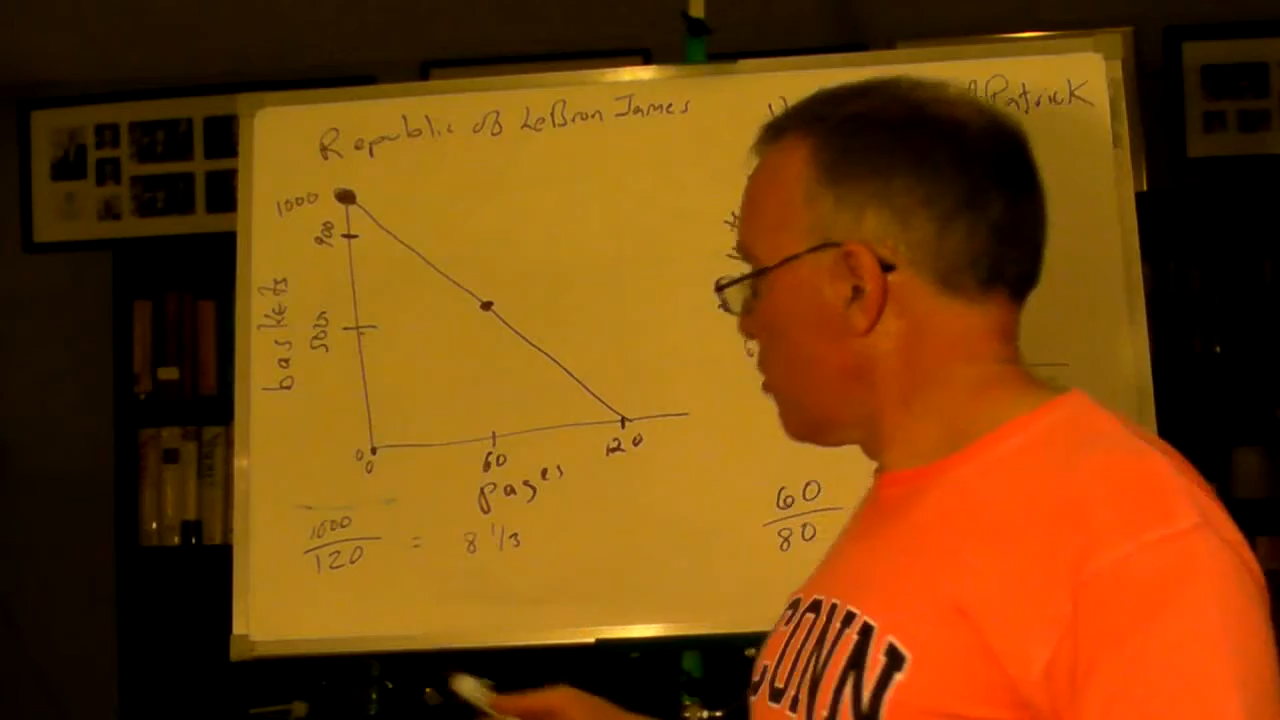 Republic of LeBron James
Patrick
1000
900
500
baskets
0
0
60
120
pages
1000
120
= 8 1/3
60
80
CONN